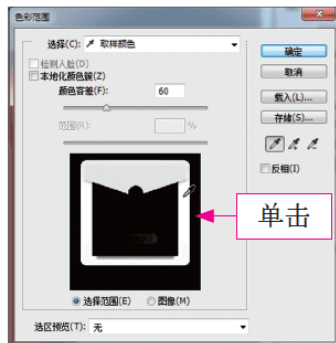 色彩范围
选择(C): 取样颜色
检测人脸(D)
本地化颜色簇(Z)
颜色容差(F): 60
范围(R): %
选择范围(E) 图像(M)
选区预览(T): 无
确定
取消
载入(L)...
存储(S)...
反相(I)
单击